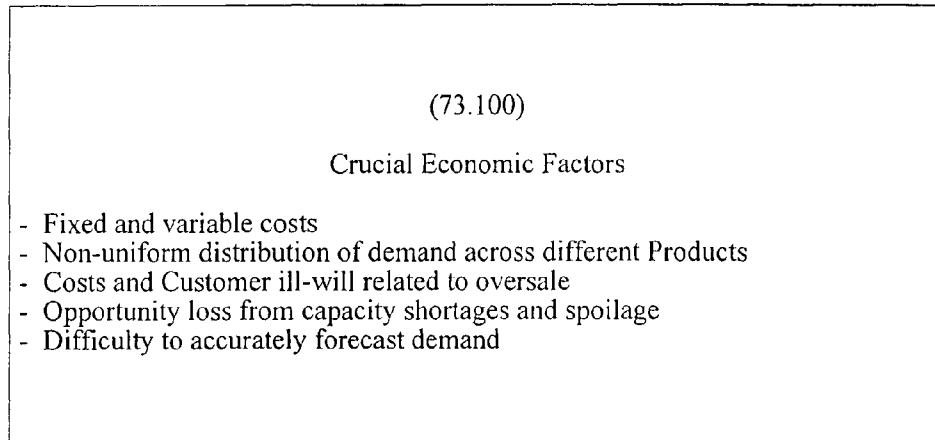 (73.100)
Crucial Economic Factors
- Fixed and variable costs
- Non-uniform distribution of demand across different Products
- Costs and Customer ill-will related to oversale
- Opportunity loss from capacity shortages and spoilage
- Difficulty to accurately forecast demand